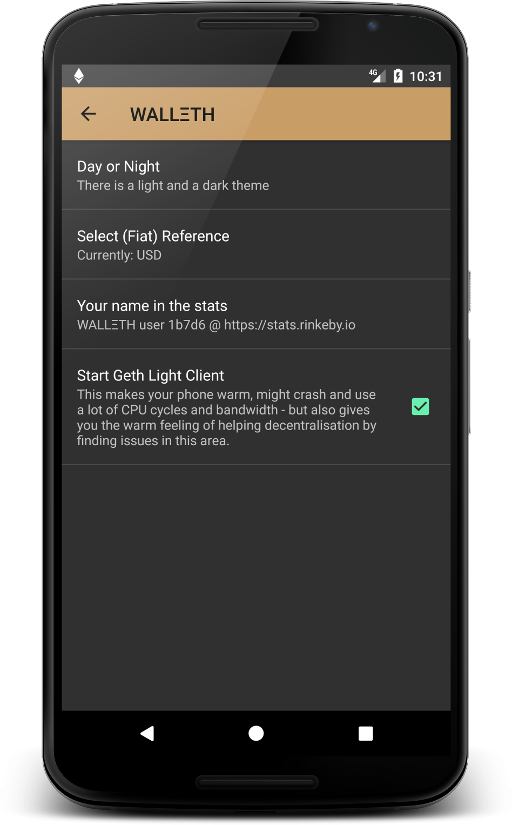 4G 10:31
WALLΞTH
Day or Night
There is a light and a dark theme
Select (Fiat) Reference
Currently: USD
Your name in the stats
WALLΞTH user 1b7d6 @ https://stats.rinkeby.io
Start Geth Light Client
This makes your phone warm, might crash and use
a lot of CPU cycles and bandwidth - but also gives
you the warm feeling of helping decentralisation by
finding issues in this area.